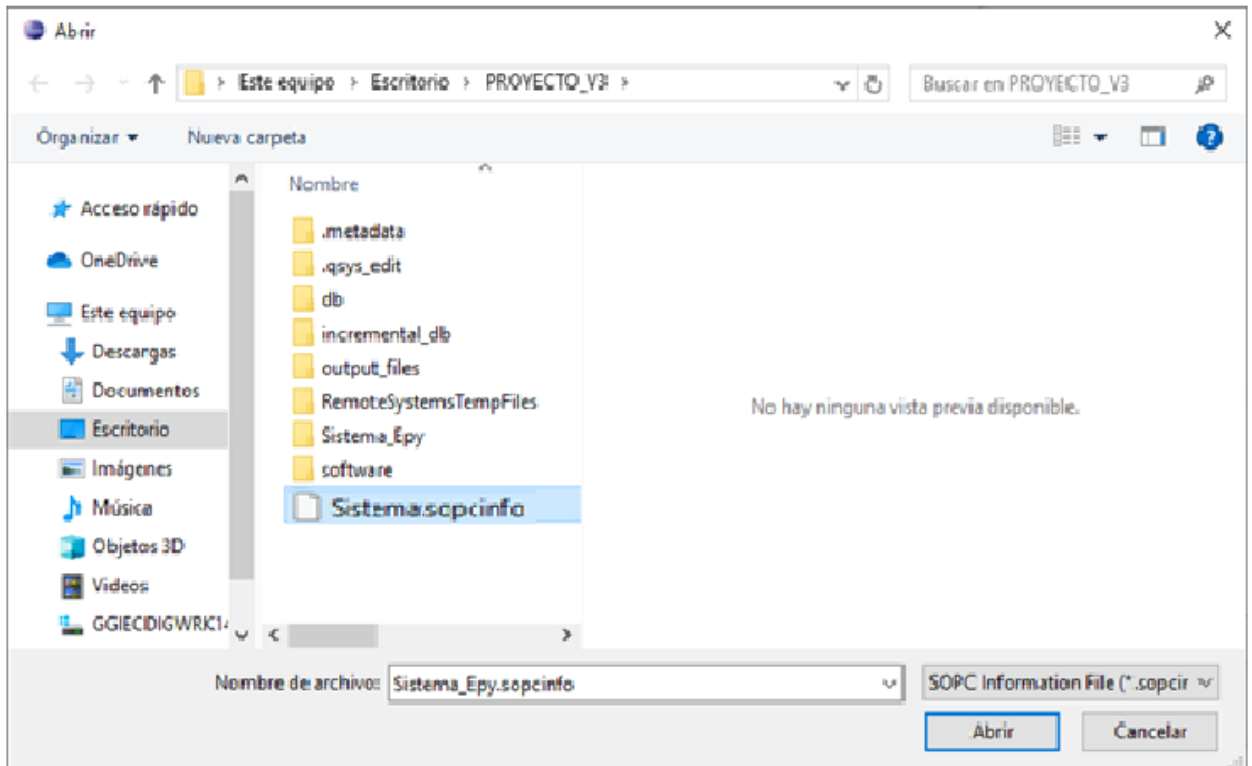 Abrir
Este equipo > Escritorio > PROYECTO_V3 >
Buscar en PROYECTO_V3
Organizar
Nueva carpeta
Acceso rápido
OneDrive
Este equipo
Descargas
Documentos
Escritorio
Imágenes
Música
Objetos 3D
Videos
Nombre
.metadata
.qsys_edit
db
incremental_db
output_files
RemoteSystemsTempFiles
Sistema_Epy
software
Sistema.sopcinfo
No hay ninguna vista previa disponible.
Nombre de archivo: Sistema_Epy.sopcinfo
SOPC Information File (*.sopcir
Abrir
Cancelar